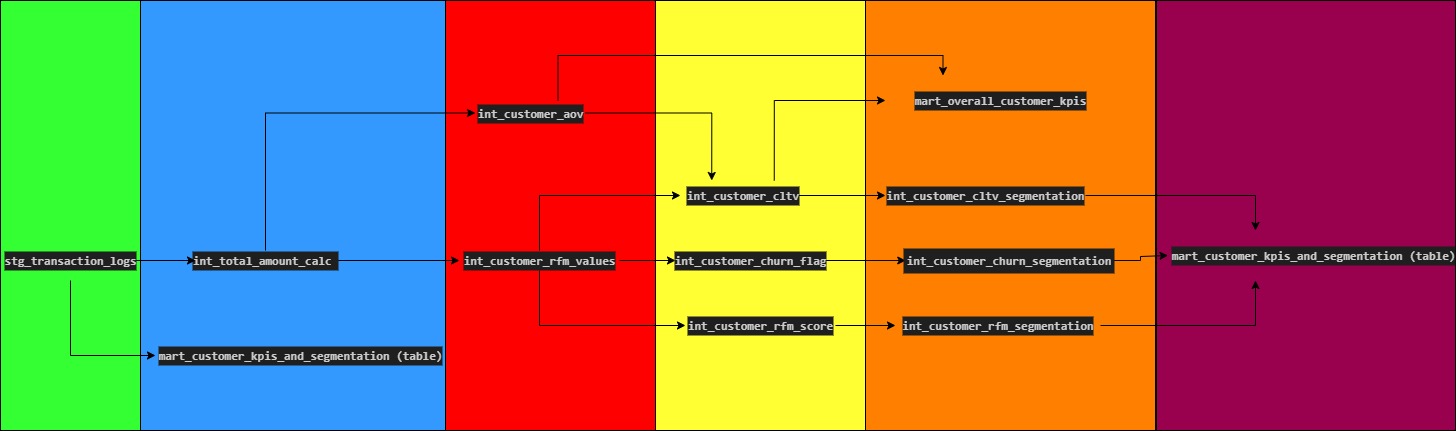 stg_transaction_logs
int_total_amount_calc
mart_customer_kpis_and_segmentation (table)
int_customer_aov
int_customer_rfm_values
int_customer_cltv
int_customer_churn_flag
int_customer_rfm_score
mart_overall_customer_kpis
int_customer_cltv_segmentation
int_customer_churn_segmentation
int_customer_rfm_segmentation
mart_customer_kpis_and_segmentation (table)